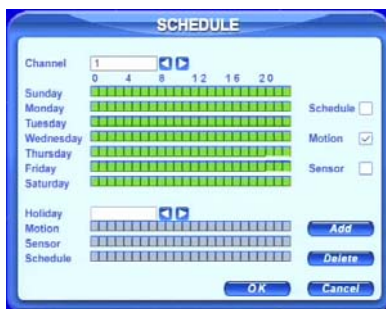 SCHEDULE
Channel 1
0 4 8 12 16 20
Sunday
Monday Schedule
Tuesday
Wednesday Motion
Thursday
Friday Sensor
Saturday
Holiday
Motion Add
Sensor
Schedule Delete
OK Cancel